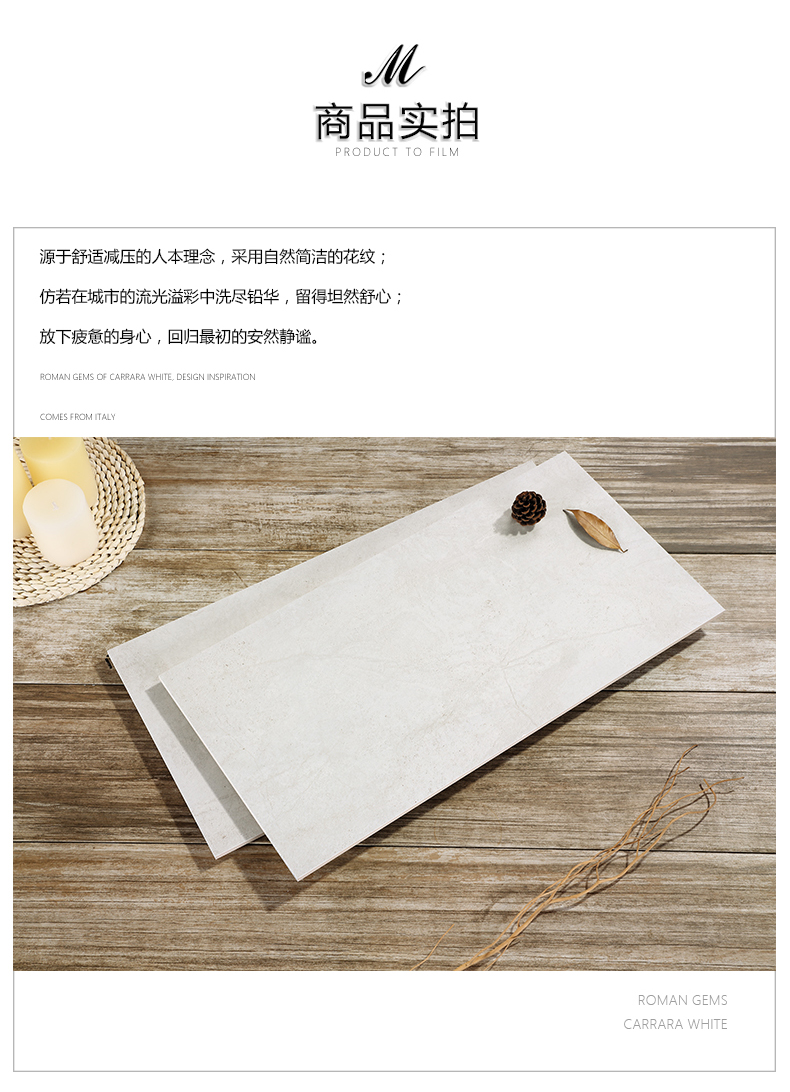 M
商品实拍
PRODUCT TO FILM
源于舒适减压的人本理念，采用自然简洁的花纹；
仿若在城市的流光溢彩中洗尽铅华，留得坦然舒心；
放下疲惫的身心，回归最初的安然静谧。
ROMAN GEMS OF CARRARA WHITE, DESIGN INSPIRATION
COMES FROM ITALY
ROMAN GEMS
CARRARA WHITE